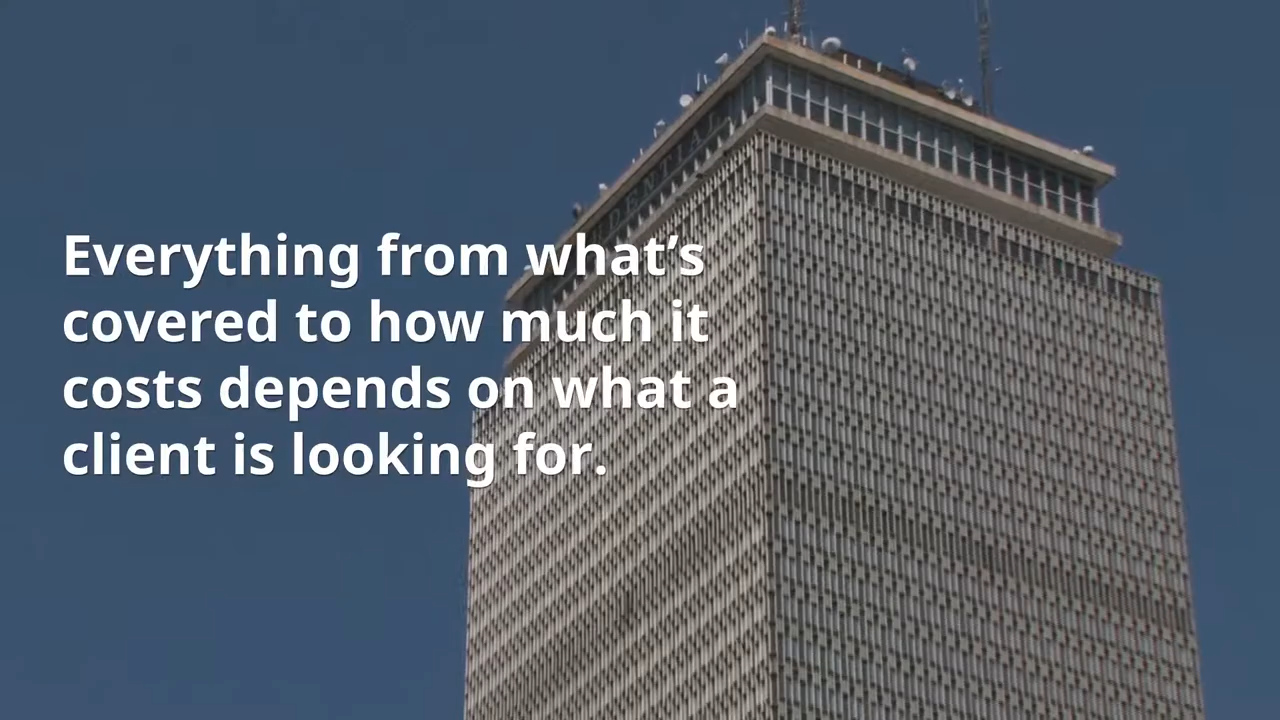 Everything from what’s
covered to how much it
costs depends on what a
client is looking for.